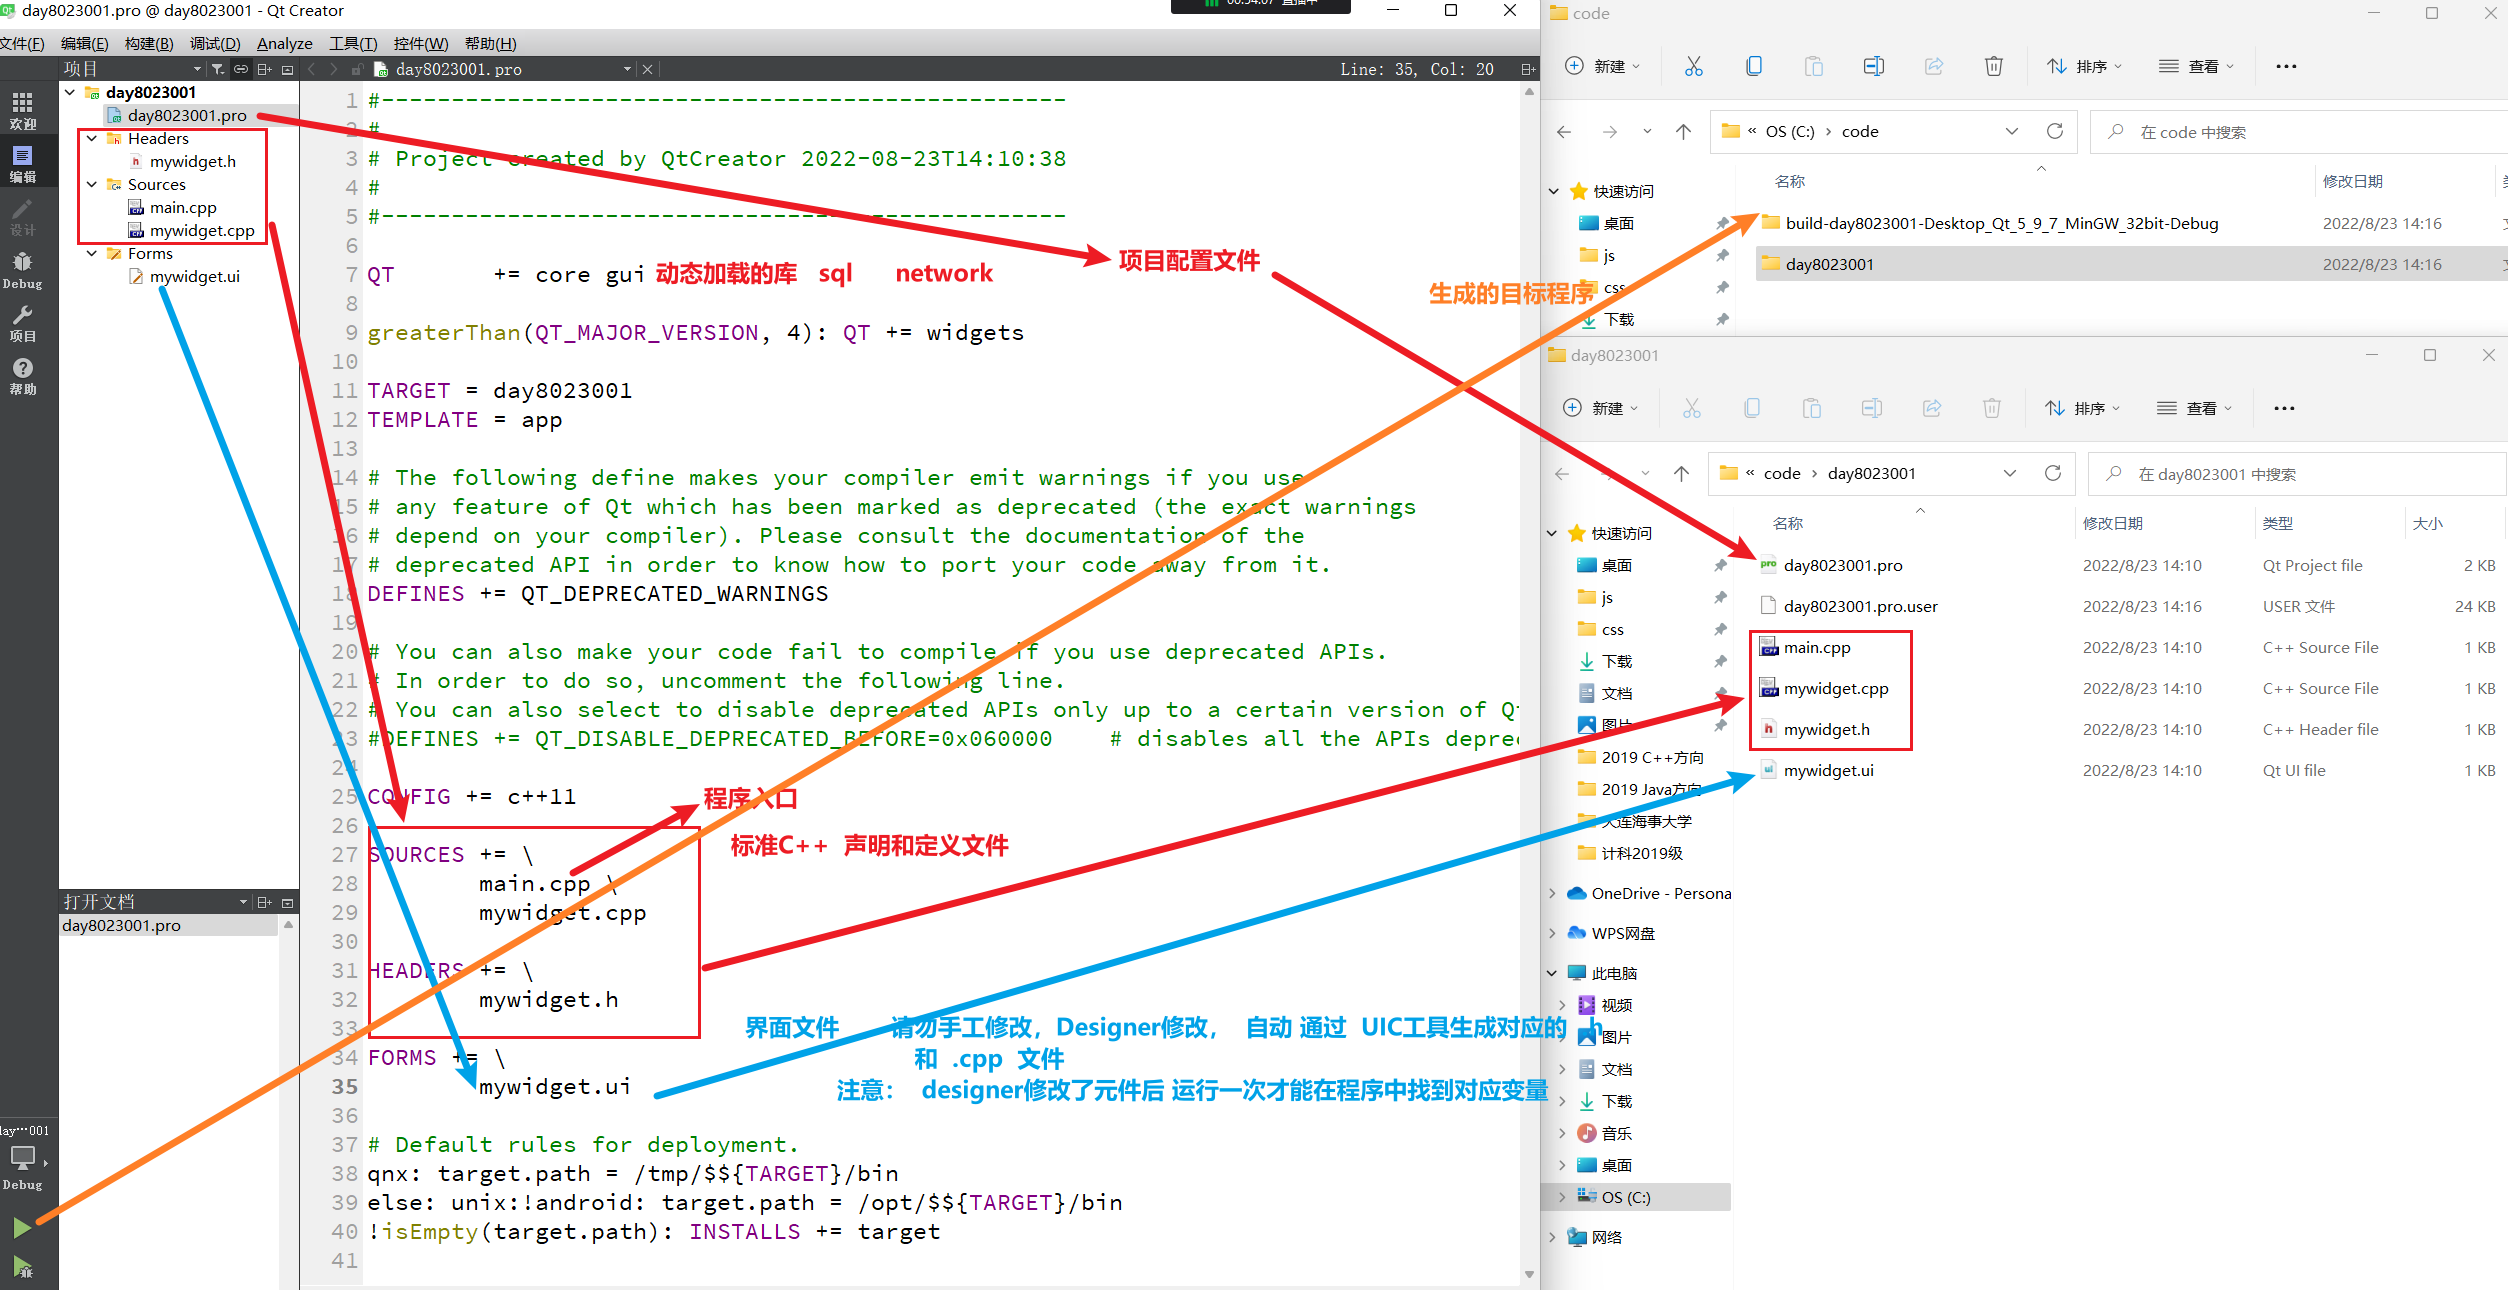 day8023001.pro @ day8023001 - Qt Creator
文件(F) 编辑(E) 构建(B) 调试(D) Analyze 工具(T) 控件(W) 帮助(H)
项目
day8023001.pro
Line: 35, Col: 20
欢迎
编辑
设计
Debug
项目
帮助
day8023001
day8023001.pro
Headers
mywidget.h
Sources
main.cpp
mywidget.cpp
Forms
mywidget.ui
打开文档
day8023001.pro
Debug
1 #-------------------------------------------------
2 #
3 # Project created by QtCreator 2022-08-23T14:10:38
4 #
5 #-------------------------------------------------
6
7 QT       += core gui 动态加载的库 sql network
项目配置文件
生成的目标程序
8
9 greaterThan(QT_MAJOR_VERSION, 4): QT += widgets
10
11 TARGET = day8023001
12 TEMPLATE = app
13
14 # The following define makes your compiler emit warnings if you use
15 # any feature of Qt which has been marked as deprecated (the exact warnings
16 # depend on your compiler). Please consult the documentation of the
17 # deprecated API in order to know how to port your code away from it.
18 DEFINES += QT_DEPRECATED_WARNINGS
19
20 # You can also make your code fail to compile if you use deprecated APIs.
21 # In order to do so, uncomment the following line.
22 # You can also select to disable deprecated APIs only up to a certain version of Qt
23 #DEFINES += QT_DISABLE_DEPRECATED_BEFORE=0x060000    # disables all the APIs depre
24
25 CONFIG += c++11
程序入口
26
标准C++ 声明和定义文件
27 SOURCES += \
28 main.cpp \
29 mywidget.cpp
30
31 HEADERS += \
32 mywidget.h
33
界面文件 请勿手工修改，Designer修改， 自动 通过 UIC工具生成对应的 h
和 .cpp 文件
34 FORMS += \
35 mywidget.ui
注意： designer修改了元件后 运行一次才能在程序中找到对应变量
36
37 # Default rules for deployment.
38 qnx: target.path = /tmp/$${TARGET}/bin
39 else: unix:!android: target.path = /opt/$${TARGET}/bin
40 !isEmpty(target.path): INSTALLS += target
41
code
新建 排序 查看
OS (C:) code
在 code 中搜索
名称 修改日期
快速访问
桌面
js
css
下载
build-day8023001-Desktop_Qt_5_9_7_MinGW_32bit-Debug 2022/8/23 14:16
day8023001 2022/8/23 14:16
day8023001
新建 排序 查看
code day8023001
在 day8023001 中搜索
名称 修改日期 类型 大小
day8023001.pro 2022/8/23 14:10 Qt Project file 2 KB
day8023001.pro.user 2022/8/23 14:16 USER 文件 24 KB
main.cpp 2022/8/23 14:10 C++ Source File 1 KB
mywidget.cpp 2022/8/23 14:10 C++ Source File 1 KB
mywidget.h 2022/8/23 14:10 C++ Header file 1 KB
mywidget.ui 2022/8/23 14:10 Qt UI file 1 KB
快速访问
桌面
js
css
下载
文档
图片
2019 C++方向
2019 Java方向
大连海事大学
计科2019级
OneDrive - Persona
WPS网盘
此电脑
视频
图片
文档
下载
音乐
桌面
OS (C:)
网络